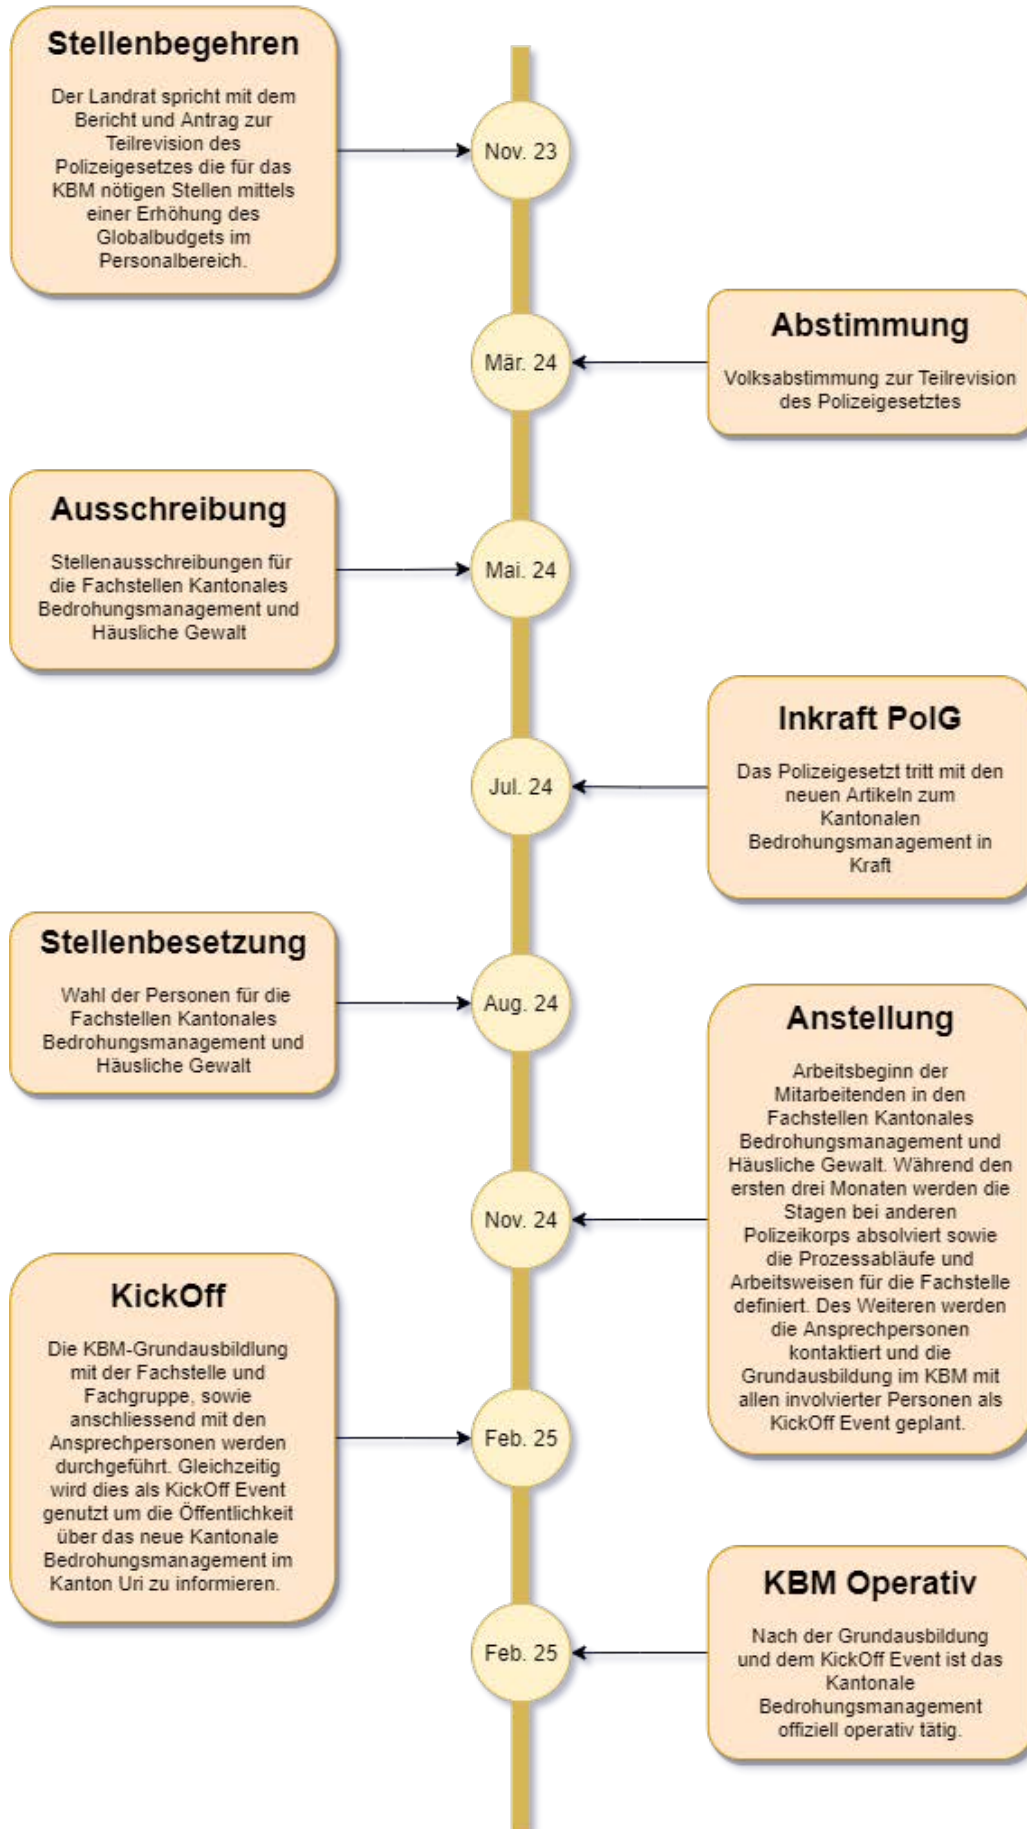 Stellenbegehren
Der Landrat spricht mit dem
Bericht und Antrag zur
Teilrevision des
Polizeigesetzes die für das
KBM nötigen Stellen mittels
einer Erhöhung des
Globalbudgets im
Personalbereich.
Nov. 23
Mär. 24
Abstimmung
Volksabstimmung zur Teilrevision
des Polizeigesetztes
Ausschreibung
Stellenausschreibungen für
die Fachstellen Kantonales
Bedrohungsmanagement und
Häusliche Gewalt
Mai. 24
Jul. 24
Inkraft PolG
Das Polizeigesetzt tritt mit den
neuen Artikeln zum
Kantonalen
Bedrohungsmanagement in
Kraft
Stellenbesetzung
Wahl der Personen für die
Fachstellen Kantonales
Bedrohungsmanagement und
Häusliche Gewalt
Aug. 24
Nov. 24
Anstellung
Arbeitsbeginn der
Mitarbeitenden in den
Fachstellen Kantonales
Bedrohungsmanagement und
Häusliche Gewalt. Während den
ersten drei Monaten werden die
Stagen bei anderen
Polizeikorps absolviert sowie
die Prozessabläufe und
Arbeitsweisen für die Fachstelle
definiert. Des Weiteren werden
die Ansprechpersonen
kontaktiert und die
Grundausbildung im KBM mit
allen involvierter Personen als
KickOff Event geplant.
KickOff
Die KBM-Grundausbildlung
mit der Fachstelle und
Fachgruppe, sowie
anschliessend mit den
Ansprechpersonen werden
durchgeführt. Gleichzeitig
wird dies als KickOff Event
genutzt um die Öffentlichkeit
über das neue Kantonale
Bedrohungsmanagement im
Kanton Uri zu informieren.
Feb. 25
Feb. 25
KBM Operativ
Nach der Grundausbildung
und dem KickOff Event ist das
Kantonale
Bedrohungsmanagement
offiziell operativ tätig.